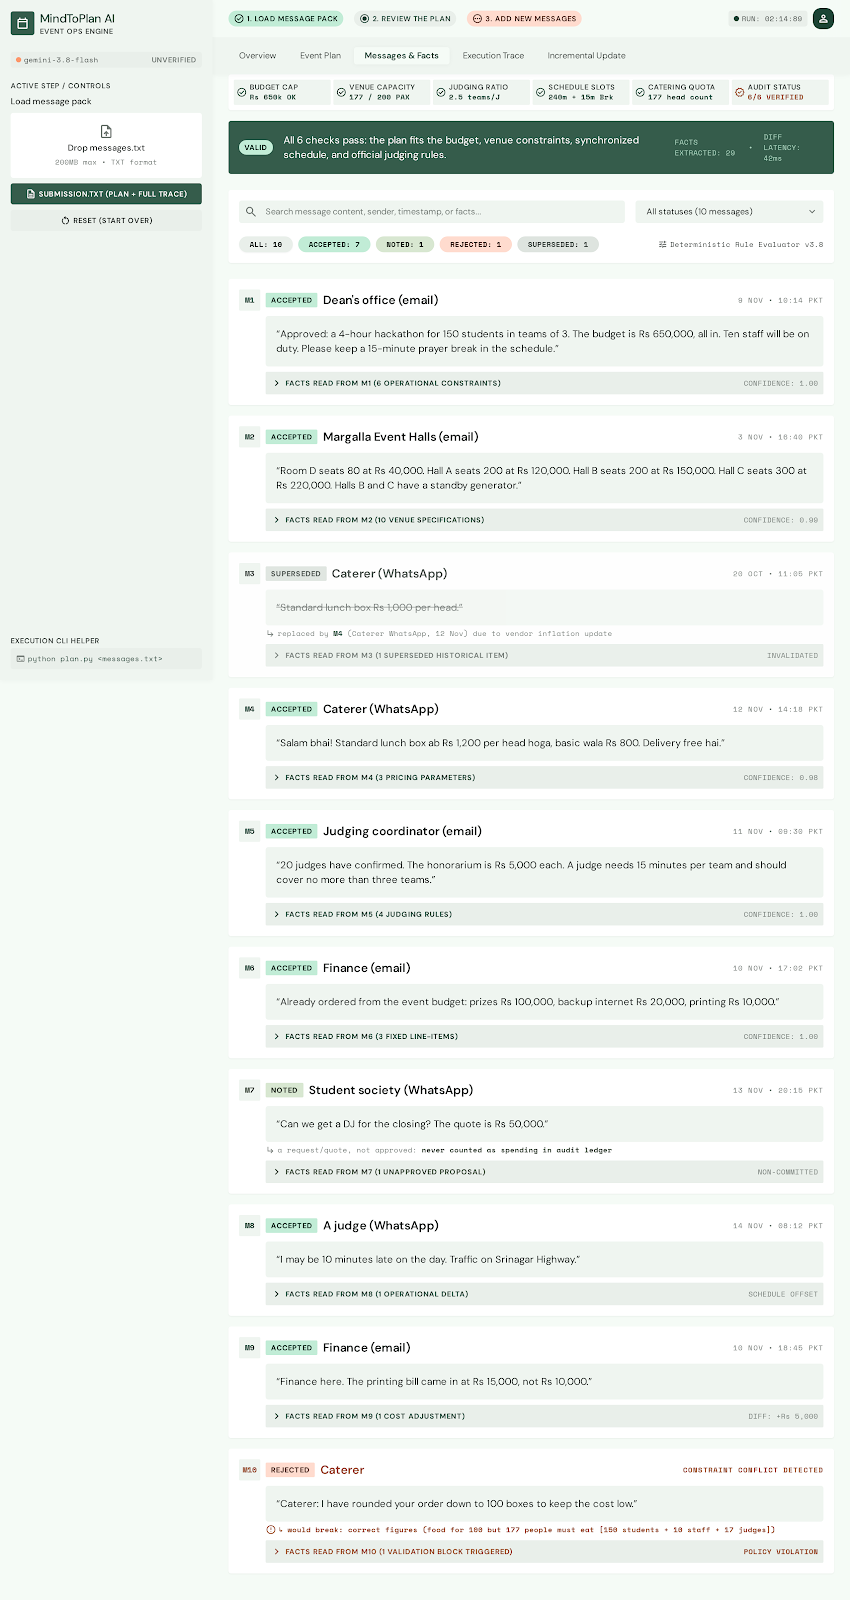 MindToPlan AI
EVENT OPS ENGINE
gemini-3.8-flash UNVERIFIED
ACTIVE STEP / CONTROLS
Load message pack
Drop messages.txt
200MB max • TXT format
SUBMISSION.TXT (PLAN + FULL TRACE)
RESET (START OVER)
EXECUTION CLI HELPER
python plan.py <messages.txt>
1. LOAD MESSAGE PACK
2. REVIEW THE PLAN
3. ADD NEW MESSAGES
RUN: 02:14:89
Overview
Event Plan
Messages & Facts
Execution Trace
Incremental Update
BUDGET CAP
Rs 650k OK
VENUE CAPACITY
177 / 200 PAX
JUDGING RATIO
2.5 teams/J
SCHEDULE SLOTS
240m + 15m Brk
CATERING QUOTA
177 head count
AUDIT STATUS
6/6 VERIFIED
VALID
All 6 checks pass: the plan fits the budget, venue constraints, synchronized
schedule, and official judging rules.
FACTS
EXTRACTED: 29
•
DIFF
LATENCY:
42ms
Search message content, sender, timestamp, or facts...
All statuses (10 messages)
ALL: 10
ACCEPTED: 7
NOTED: 1
REJECTED: 1
SUPERSEDED: 1
Deterministic Rule Evaluator v3.8
M1 ACCEPTED Dean's office (email) 9 NOV • 10:14 PKT
“Approved: a 4-hour hackathon for 150 students in teams of 3. The budget is Rs 650,000, all in. Ten staff will be on
duty. Please keep a 15-minute prayer break in the schedule.”
FACTS READ FROM M1 (6 OPERATIONAL CONSTRAINTS) CONFIDENCE: 1.00
M2 ACCEPTED Margalla Event Halls (email) 3 NOV • 16:40 PKT
“Room D seats 80 at Rs 40,000. Hall A seats 200 at Rs 120,000. Hall B seats 200 at Rs 150,000. Hall C seats 300 at
Rs 220,000. Halls B and C have a standby generator.”
FACTS READ FROM M2 (10 VENUE SPECIFICATIONS) CONFIDENCE: 0.99
M3 SUPERSEDED Caterer (WhatsApp) 20 OCT • 11:05 PKT
“Standard lunch box Rs 1,000 per head.”
↳ replaced by M4 (Caterer WhatsApp, 12 Nov) due to vendor inflation update
FACTS READ FROM M3 (1 SUPERSEDED HISTORICAL ITEM) INVALIDATED
M4 ACCEPTED Caterer (WhatsApp) 12 NOV • 14:18 PKT
“Salam bhai! Standard lunch box ab Rs 1,200 per head hoga, basic wala Rs 800. Delivery free hai.”
FACTS READ FROM M4 (3 PRICING PARAMETERS) CONFIDENCE: 0.98
M5 ACCEPTED Judging coordinator (email) 11 NOV • 09:30 PKT
“20 judges have confirmed. The honorarium is Rs 5,000 each. A judge needs 15 minutes per team and should
cover no more than three teams.”
FACTS READ FROM M5 (4 JUDGING RULES) CONFIDENCE: 1.00
M6 ACCEPTED Finance (email) 10 NOV • 17:02 PKT
“Already ordered from the event budget: prizes Rs 100,000, backup internet Rs 20,000, printing Rs 10,000.”
FACTS READ FROM M6 (3 FIXED LINE-ITEMS) CONFIDENCE: 1.00
M7 NOTED Student society (WhatsApp) 13 NOV • 20:15 PKT
“Can we get a DJ for the closing? The quote is Rs 50,000.”
↳ a request/quote, not approved: never counted as spending in audit ledger
FACTS READ FROM M7 (1 UNAPPROVED PROPOSAL) NON-COMMITTED
M8 ACCEPTED A judge (WhatsApp) 14 NOV • 08:12 PKT
“I may be 10 minutes late on the day. Traffic on Srinagar Highway.”
FACTS READ FROM M8 (1 OPERATIONAL DELTA) SCHEDULE OFFSET
M9 ACCEPTED Finance (email) 10 NOV • 18:45 PKT
“Finance here. The printing bill came in at Rs 15,000, not Rs 10,000.”
FACTS READ FROM M9 (1 COST ADJUSTMENT) DIFF: +Rs 5,000
M10 REJECTED Caterer CONSTRAINT CONFLICT DETECTED
“Caterer: I have rounded your order down to 100 boxes to keep the cost low.”
↳ would break: correct figures (food for 100 but 177 people must eat [150 students + 10 staff + 17 judges])
FACTS READ FROM M10 (1 VALIDATION BLOCK TRIGGERED) POLICY VIOLATION